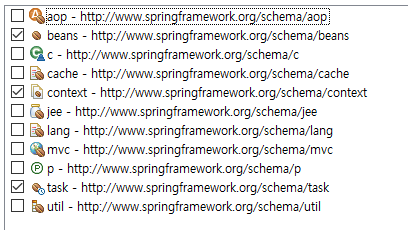 aop - http://www.springframework.org/schema/aop
beans - http://www.springframework.org/schema/beans
c - http://www.springframework.org/schema/c
cache - http://www.springframework.org/schema/cache
context - http://www.springframework.org/schema/context
jee - http://www.springframework.org/schema/jee
lang - http://www.springframework.org/schema/lang
mvc - http://www.springframework.org/schema/mvc
p - http://www.springframework.org/schema/p
task - http://www.springframework.org/schema/task
util - http://www.springframework.org/schema/util